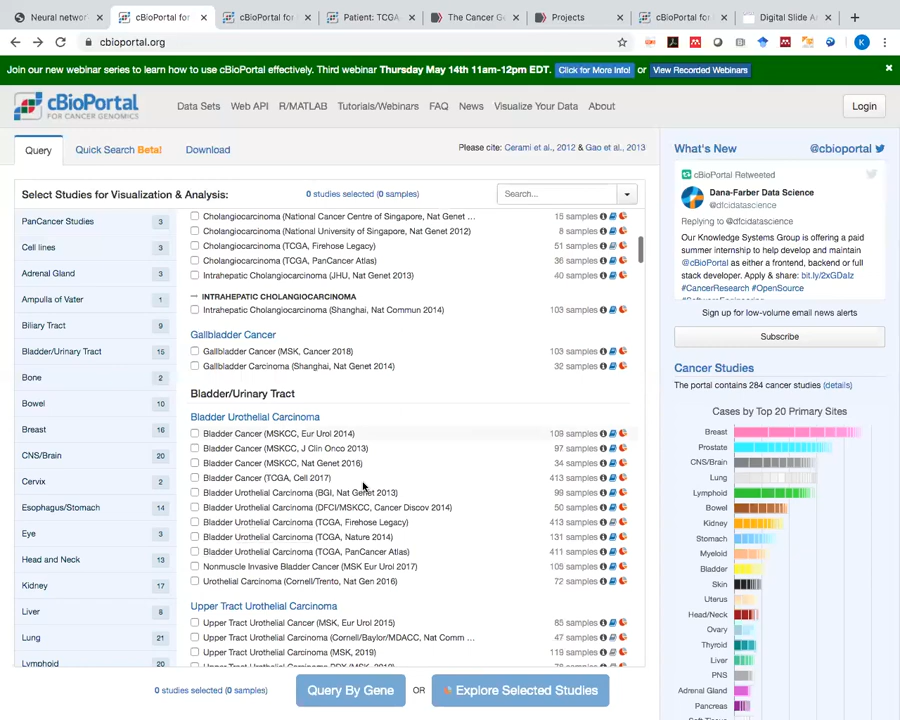 Neural network
cBioPortal for
cBioPortal for
Patient: TCGA
The Cancer G
Projects
cBioPortal for
Digital Slide A
cbioportal.org
Join our new webinar series to learn how to use cBioPortal effectively. Third webinar Thursday May 14th 11am-12pm EDT. Click for More Info! or View Recorded Webinars
cBioPortal
FOR CANCER GENOMICS
Data Sets Web API R/MATLAB Tutorials/Webinars FAQ News Visualize Your Data About
Login
Query Quick Search Beta! Download
Please cite: Cerami et al., 2012 & Gao et al., 2013
Select Studies for Visualization & Analysis:
0 studies selected (0 samples)
Search...
PanCancer Studies 3
Cell lines 3
Adrenal Gland 3
Ampulla of Vater 1
Biliary Tract 9
Bladder/Urinary Tract 15
Bone 2
Bowel 10
Breast 16
CNS/Brain 20
Cervix 2
Esophagus/Stomach 14
Eye 3
Head and Neck 13
Kidney 17
Liver 8
Lung 21
Lymphoid 20
Cholangiocarcinoma (National Cancer Centre of Singapore, Nat Genet ... 15 samples
Cholangiocarcinoma (National University of Singapore, Nat Genet 2012) 8 samples
Cholangiocarcinoma (TCGA, Firehose Legacy) 51 samples
Cholangiocarcinoma (TCGA, PanCancer Atlas) 36 samples
Intrahepatic Cholangiocarcinoma (JHU, Nat Genet 2013) 40 samples
INTRAHEPATIC CHOLANGIOCARCINOMA
Intrahepatic Cholangiocarcinoma (Shanghai, Nat Commun 2014) 103 samples
Gallbladder Cancer
Gallbladder Cancer (MSK, Cancer 2018) 103 samples
Gallbladder Carcinoma (Shanghai, Nat Genet 2014) 32 samples
Bladder/Urinary Tract
Bladder Urothelial Carcinoma
Bladder Cancer (MSKCC, Eur Urol 2014) 109 samples
Bladder Cancer (MSKCC, J Clin Onco 2013) 97 samples
Bladder Cancer (MSKCC, Nat Genet 2016) 34 samples
Bladder Cancer (TCGA, Cell 2017) 413 samples
Bladder Urothelial Carcinoma (BGI, Nat Genet 2013) 99 samples
Bladder Urothelial Carcinoma (DFCI/MSKCC, Cancer Discov 2014) 50 samples
Bladder Urothelial Carcinoma (TCGA, Firehose Legacy) 413 samples
Bladder Urothelial Carcinoma (TCGA, Nature 2014) 131 samples
Bladder Urothelial Carcinoma (TCGA, PanCancer Atlas) 411 samples
Nonmuscle Invasive Bladder Cancer (MSK Eur Urol 2017) 105 samples
Urothelial Carcinoma (Cornell/Trento, Nat Gen 2016) 72 samples
Upper Tract Urothelial Carcinoma
Upper Tract Urothelial Cancer (MSK, Eur Urol 2015) 85 samples
Upper Tract Urothelial Carcinoma (Cornell/Baylor/MDACC, Nat Comm ... 47 samples
Upper Tract Urothelial Carcinoma (MSK, 2019) 119 samples
0 studies selected (0 samples)
Query By Gene
OR
Explore Selected Studies
What's New
@cbioportal
cBioPortal Retweeted
Dana-Farber Data Science
@dfcidatascience
Replying to @dfcidatascience
Our Knowledge Systems Group is offering a paid
summer internship to help develop and maintain
@cBioPortal as either a frontend, backend or full
stack developer. Apply & share: bit.ly/2xGDaIz
#CancerResearch #OpenSource
Sign up for low-volume email news alerts
Subscribe
Cancer Studies
The portal contains 284 cancer studies (details)
Cases by Top 20 Primary Sites
Breast
Prostate
CNS/Brain
Lung
Lymphoid
Bowel
Kidney
Stomach
Myeloid
Bladder
Skin
Uterus
Head/Neck
Ovary
Thyroid
Liver
PNS
Adrenal Gland
Pancreas
Soft Tissue